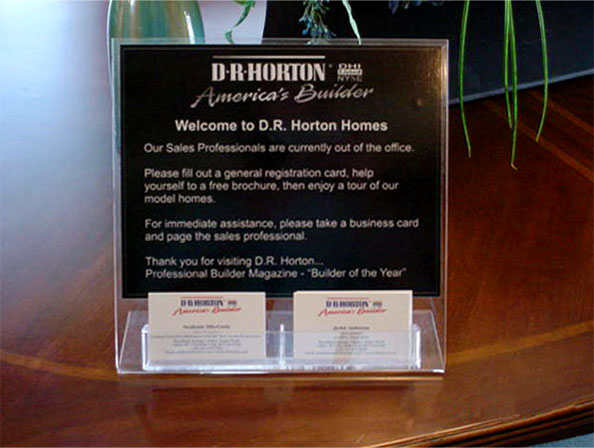 D·R·HORTON® DHI
LISTED
NYSE
America's Builder
Welcome to D.R. Horton Homes
Our Sales Professionals are currently out of the office.
Please fill out a general registration card, help
yourself to a free brochure, then enjoy a tour of our
model homes.
For immediate assistance, please take a business card
and page the sales professional.
Thank you for visiting D.R. Horton...
Professional Builder Magazine - “Builder of the Year”
D·R·HORTON
America's Builder
D·R·HORTON
America's Builder